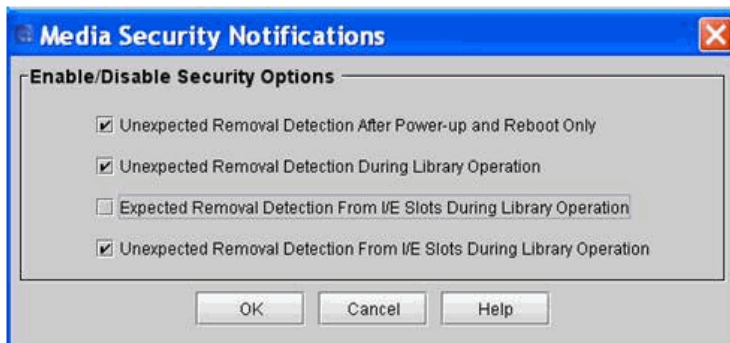 Media Security Notifications
Enable/Disable Security Options
Unexpected Removal Detection After Power-up and Reboot Only
Unexpected Removal Detection During Library Operation
Expected Removal Detection From I/E Slots During Library Operation
Unexpected Removal Detection From I/E Slots During Library Operation
OK Cancel Help